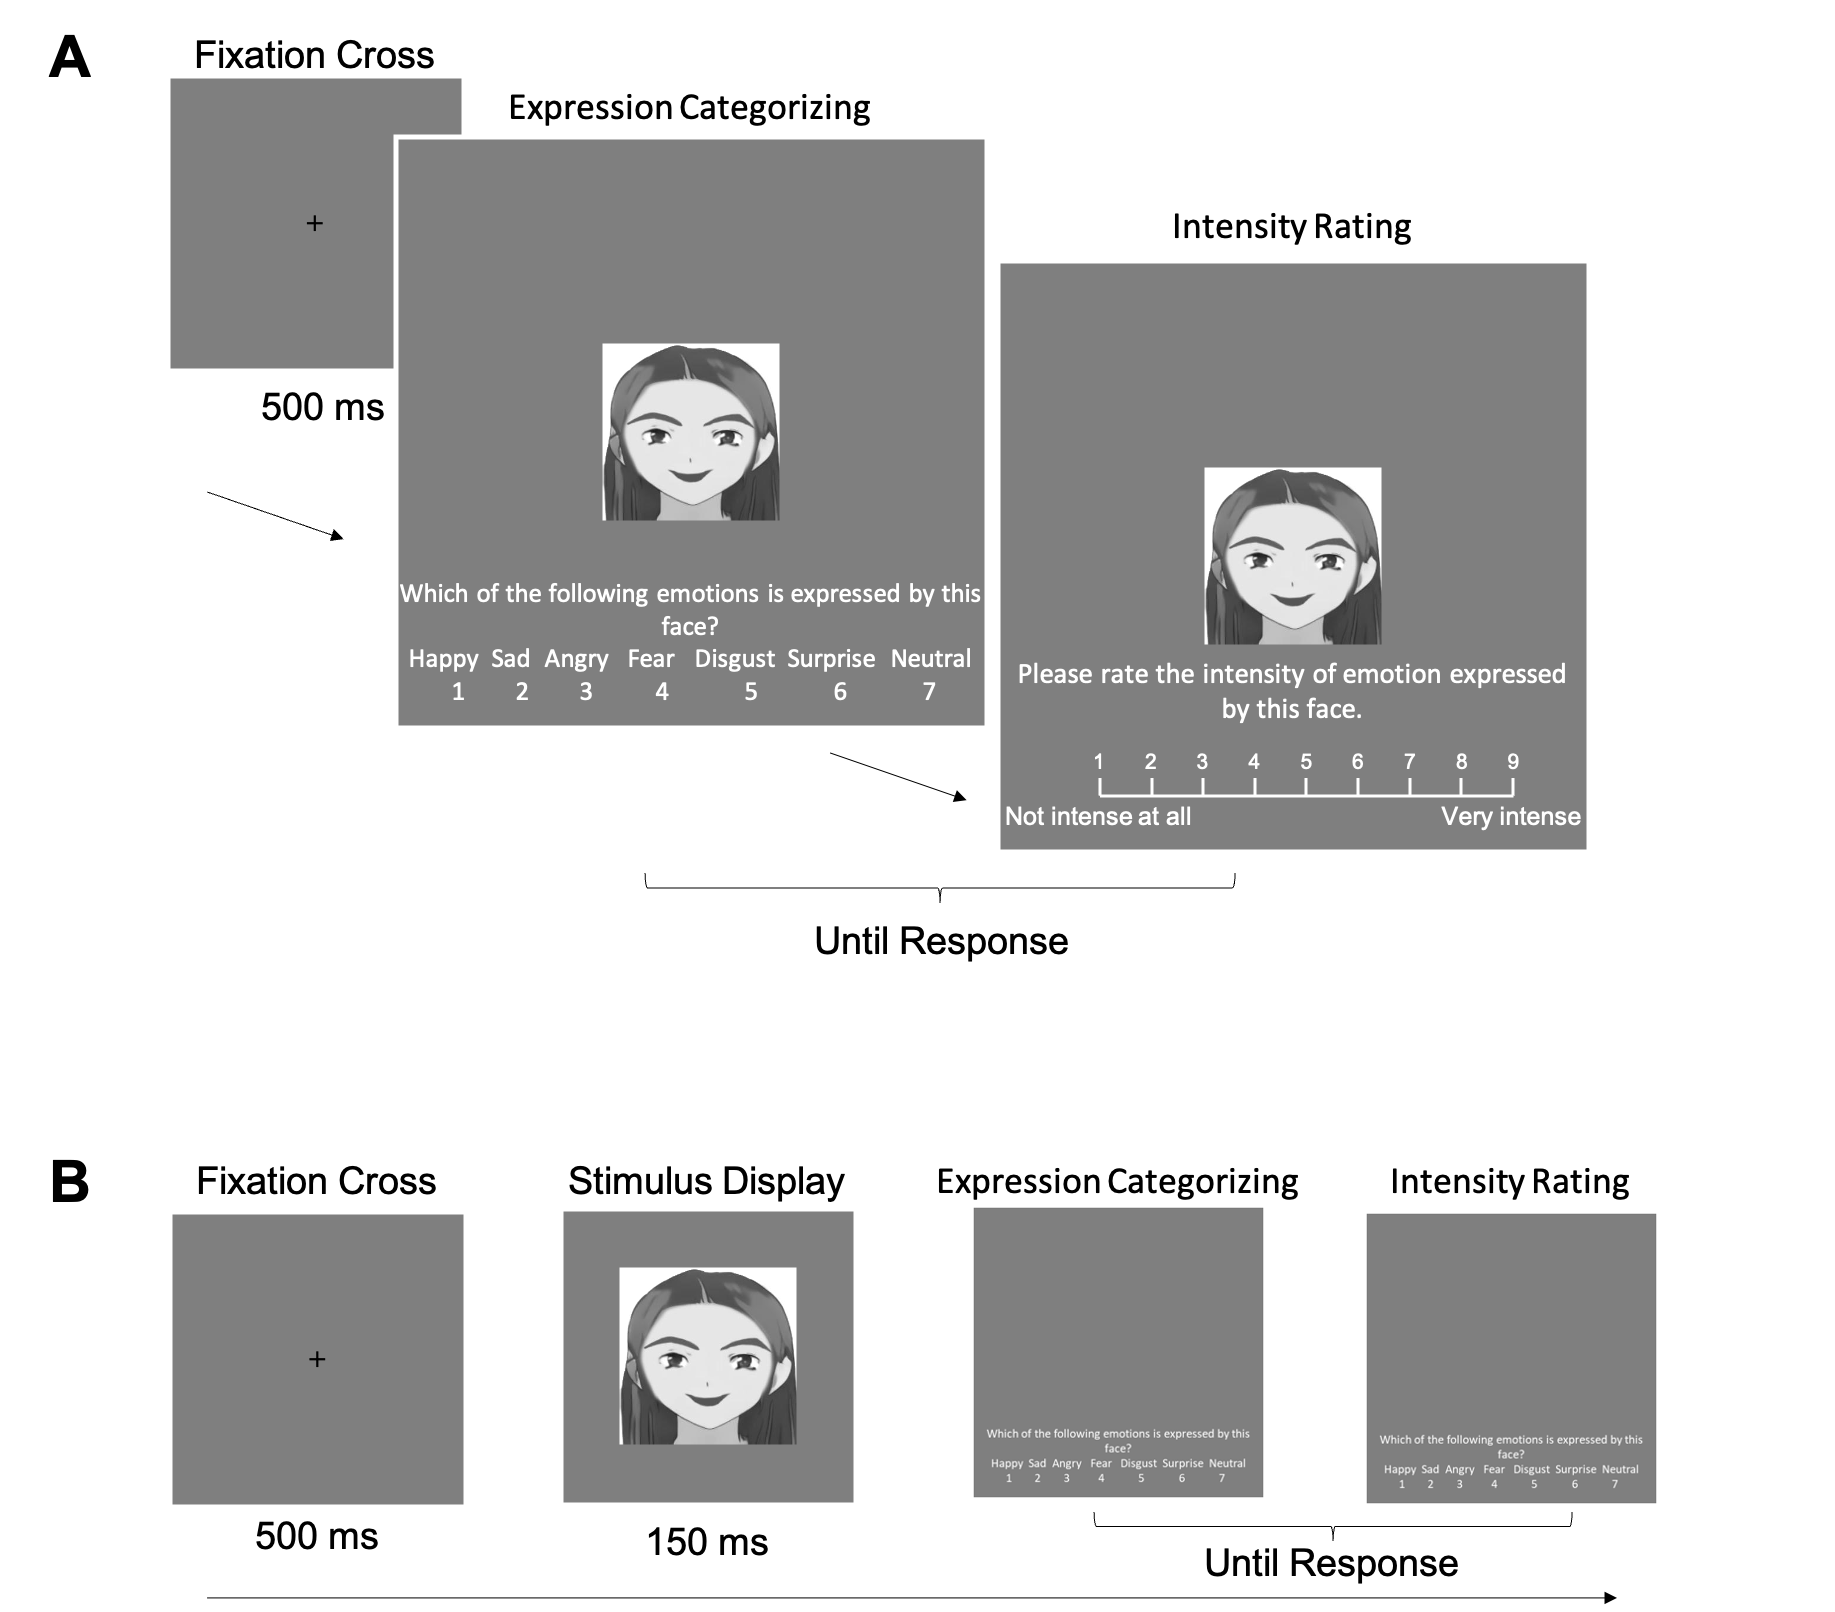 A
Fixation Cross
+
500 ms
Expression Categorizing
Which of the following emotions is expressed by this
face?
Happy Sad Angry Fear Disgust Surprise Neutral
1 2 3 4 5 6 7
Intensity Rating
Please rate the intensity of emotion expressed
by this face.
1 2 3 4 5 6 7 8 9
Not intense at all Very intense
Until Response
B
Fixation Cross
+
500 ms
Stimulus Display
150 ms
Expression Categorizing
Which of the following emotions is expressed by this
face?
Happy Sad Angry Fear Disgust Surprise Neutral
1 2 3 4 5 6 7
Intensity Rating
Which of the following emotions is expressed by this
face?
Happy Sad Angry Fear Disgust Surprise Neutral
1 2 3 4 5 6 7
Until Response